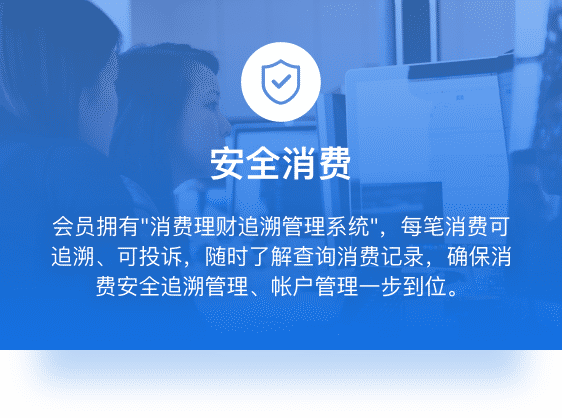 安全消费
会员拥有"消费理财追溯管理系统"，每笔消费可
追溯、可投诉，随时了解查询消费记录，确保消
费安全追溯管理、帐户管理一步到位。